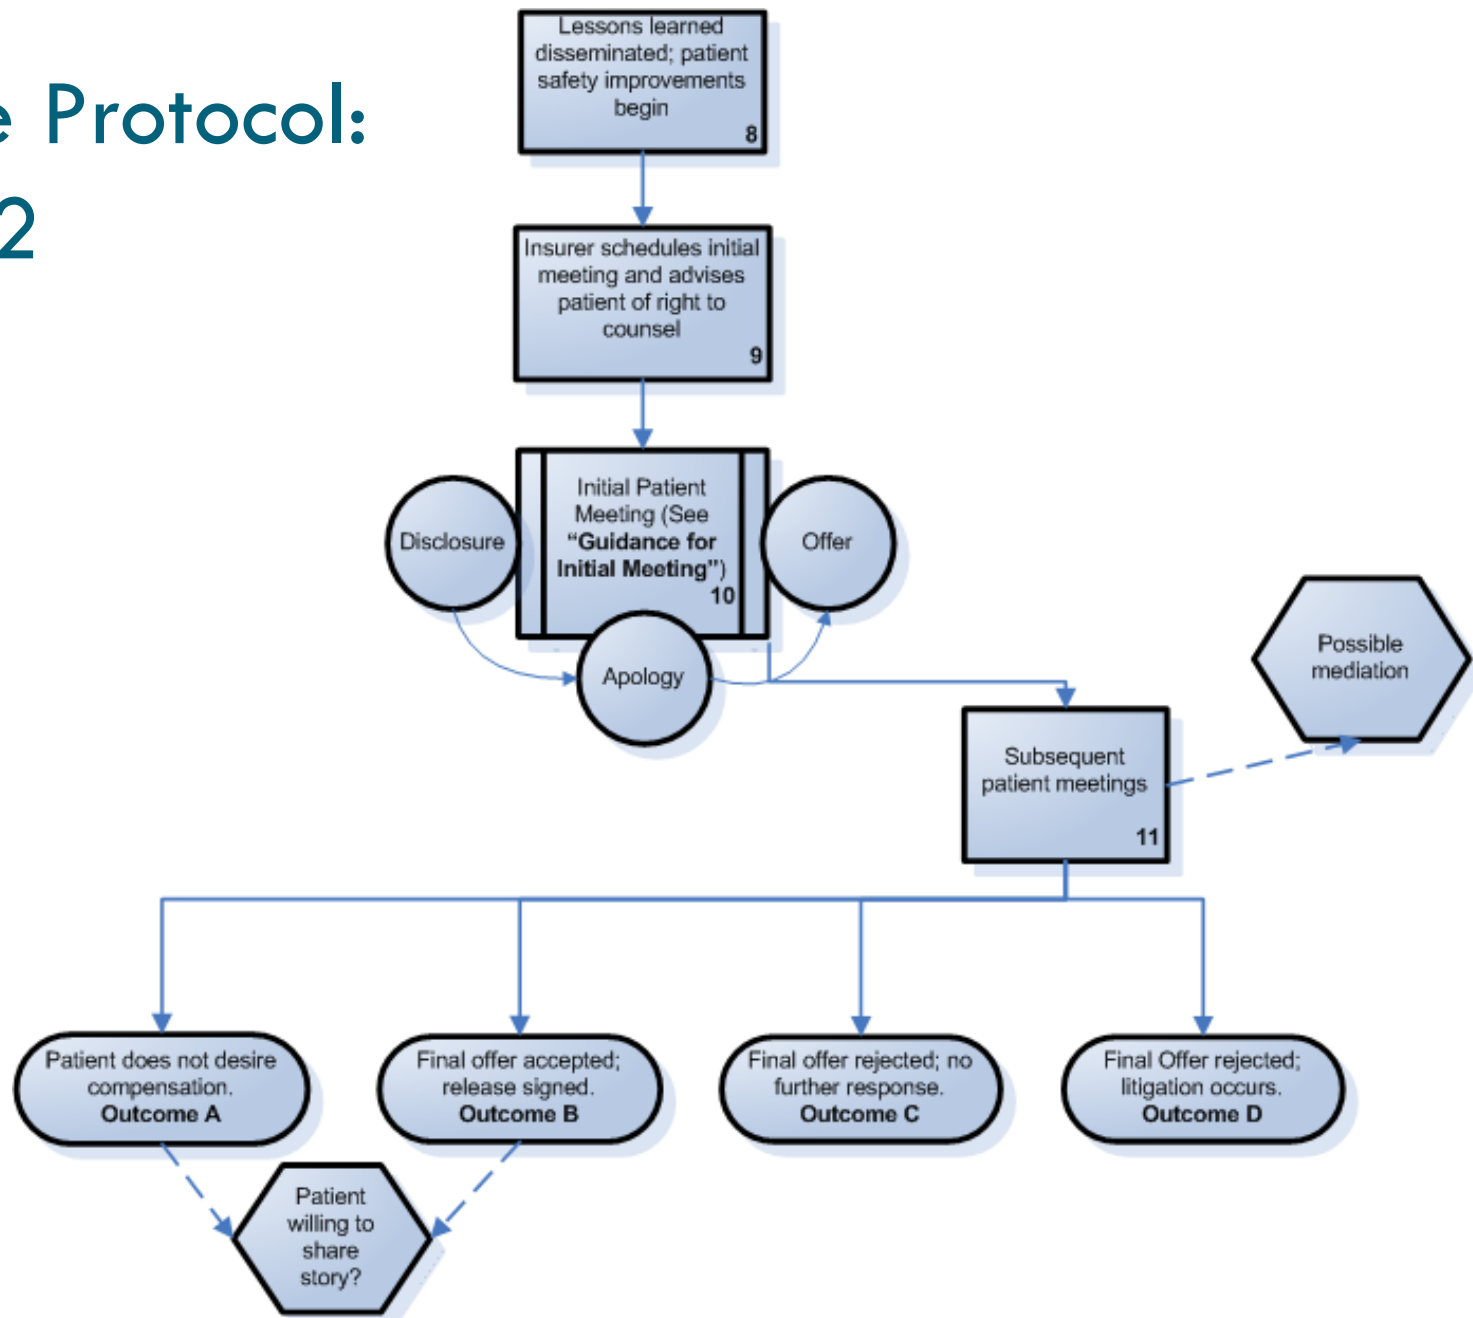 e Protocol:
2
Lessons learned
disseminated; patient
safety improvements
begin
8
Insurer schedules initial
meeting and advises
patient of right to
counsel
9
Disclosure
Initial Patient
Meeting (See
“Guidance for
Initial Meeting”)
10
Offer
Apology
Possible
mediation
Subsequent
patient meetings
11
Patient does not desire
compensation.
Outcome A
Final offer accepted;
release signed.
Outcome B
Final offer rejected; no
further response.
Outcome C
Final Offer rejected;
litigation occurs.
Outcome D
Patient
willing to
share
story?